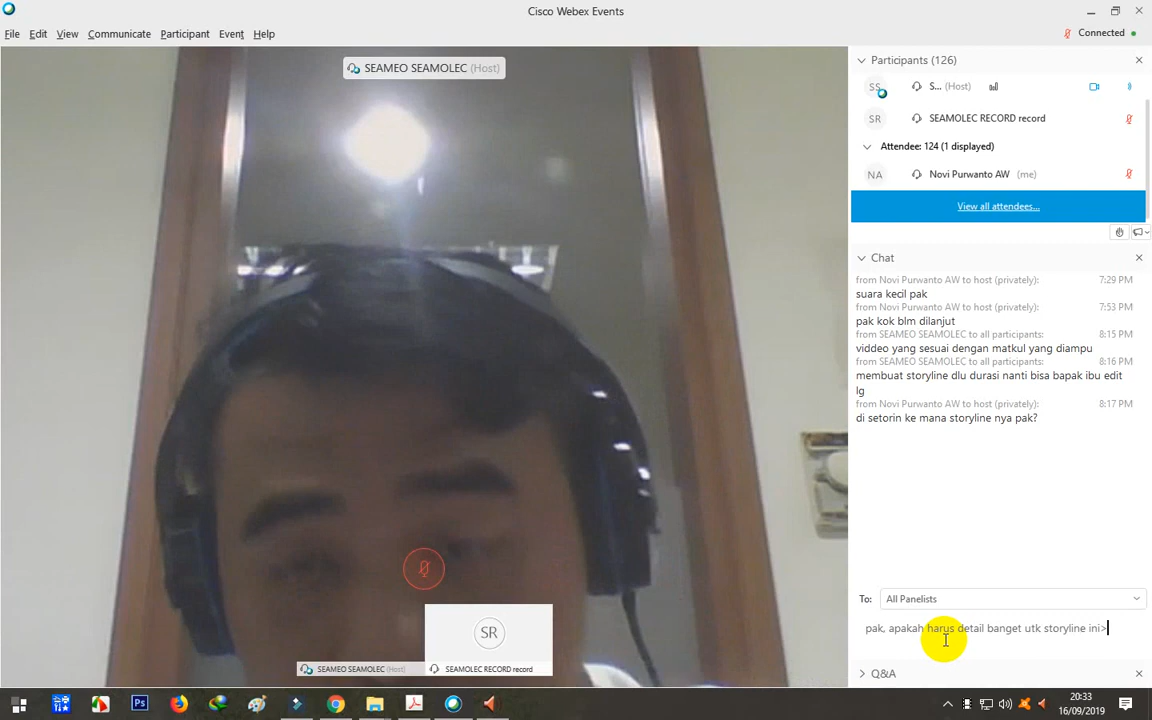 Cisco Webex Events
File Edit View Communicate Participant Event Help
Connected
SEAMEO SEAMOLEC (Host)
Participants (126)
SS S... (Host)
SR SEAMOLEC RECORD record
Attendee: 124 (1 displayed)
NA Novi Purwanto AW (me)
View all attendees...
Chat
from Novi Purwanto AW to host (privately): 7:29 PM
suara kecil pak
from Novi Purwanto AW to host (privately): 7:53 PM
pak kok blm dilanjut
from SEAMEO SEAMOLEC to all participants: 8:15 PM
viddeo yang sesuai dengan matkul yang diampu
from SEAMEO SEAMOLEC to all participants: 8:16 PM
membuat storyline dlu durasi nanti bisa bapak ibu edit
lg
from Novi Purwanto AW to host (privately): 8:17 PM
di setorin ke mana storyline nya pak?
To: All Panelists
pak, apakah harus detail banget utk storyline ini>
Q&A
SR
SEAMEO SEAMOLEC (Host)
SEAMOLEC RECORD record
Ps
20:33
16/09/2019